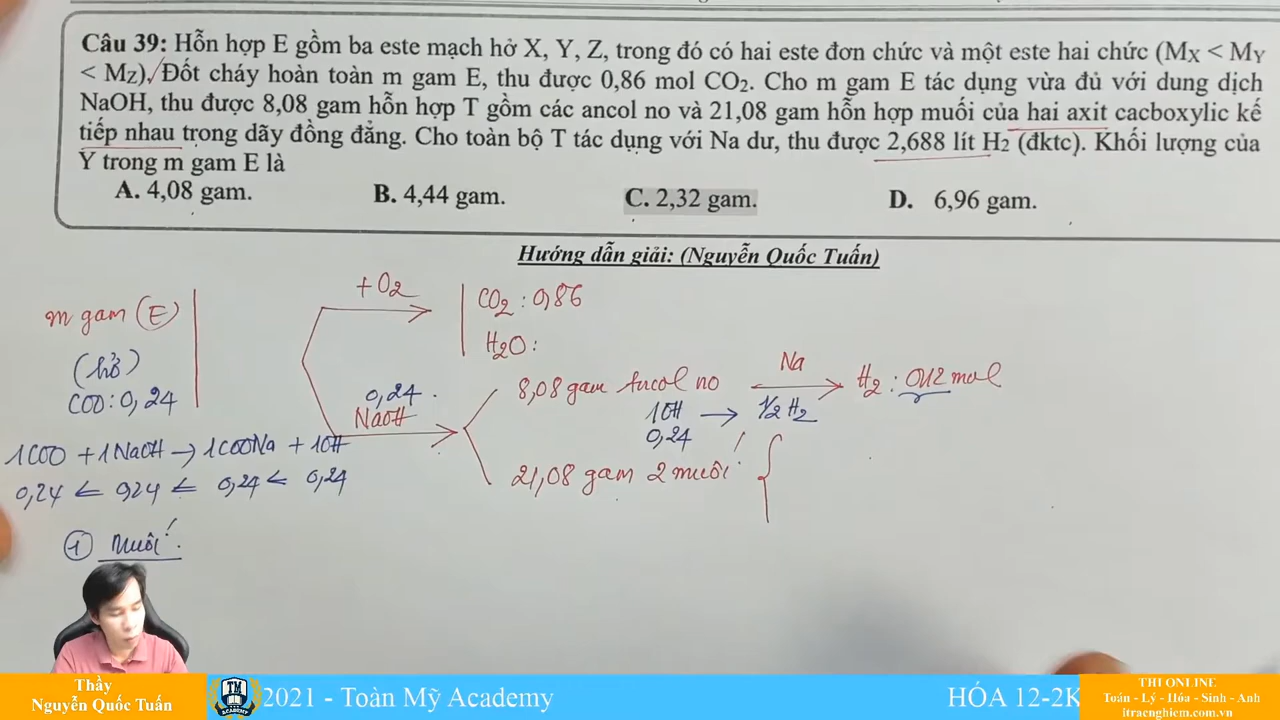 Câu 39: Hỗn hợp E gồm ba este mạch hở X, Y, Z, trong đó có hai este đơn chức và một este hai chức (MX < MY
< MZ). Đốt cháy hoàn toàn m gam E, thu được 0,86 mol CO2. Cho m gam E tác dụng vừa đủ với dung dịch
NaOH, thu được 8,08 gam hỗn hợp T gồm các ancol no và 21,08 gam hỗn hợp muối của hai axit cacboxylic kế
tiếp nhau trong dãy đồng đẳng. Cho toàn bộ T tác dụng với Na dư, thu được 2,688 lít H2 (đktc). Khối lượng của
Y trong m gam E là
A. 4,08 gam. B. 4,44 gam. C. 2,32 gam. D. 6,96 gam.
Hướng dẫn giải: (Nguyễn Quốc Tuấn)
+ O2
CO2 : 0,86
m gam (E)
H2O :
(hở)
COO : 0,24
0,24
NaOH
8,08 gam Ancol no
Na
H2 : 0,12 mol
1OH → 1/2 H2
0,24
1COO + 1NaOH → 1COONa + 1OH
0,24 ← 0,24 ← 0,24 ← 0,24
21,08 gam 2 muối {
1 Muối!
Thầy
Nguyễn Quốc Tuấn
TM
ACADEMY
2021 - Toàn Mỹ Academy
HÓA 12-2K
THI ONLINE
Toán - Lý - Hóa - Sinh - Anh
itracnghiem.com.vn